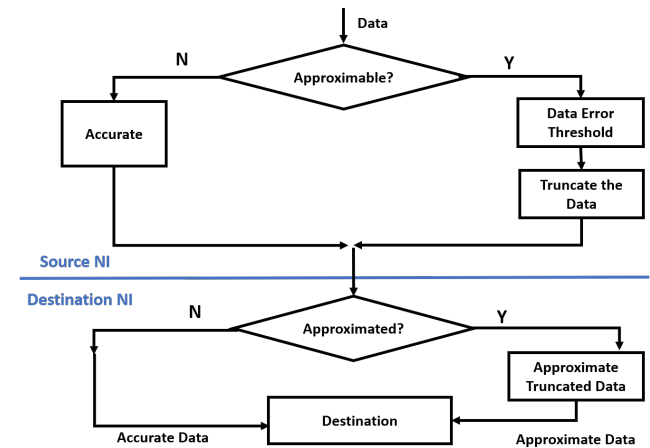 Data
N
Approximable?
Y
Accurate
Data Error
Threshold
Truncate the
Data
Source NI
Destination NI
N
Approximated?
Y
Approximate
Truncated Data
Destination
Accurate Data
Approximate Data